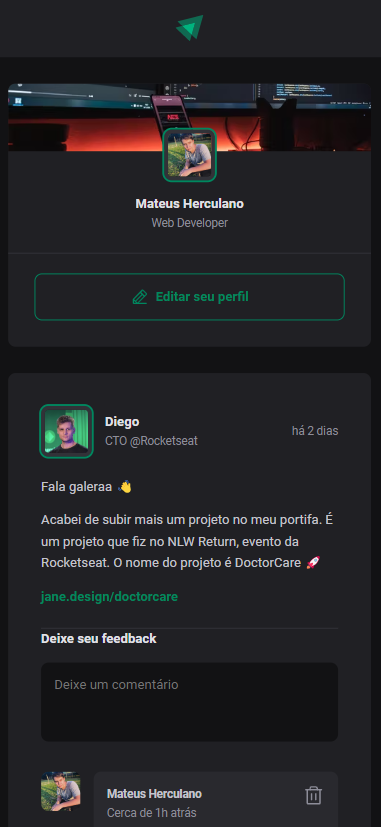 Mateus Herculano
Web Developer
Editar seu perfil
Diego
CTO @Rocketseat
há 2 dias
Fala galeraa 👋
Acabei de subir mais um projeto no meu portifa. É
um projeto que fiz no NLW Return, evento da
Rocketseat. O nome do projeto é DoctorCare 🚀
jane.design/doctorcare
Deixe seu feedback
Deixe um comentário
Mateus Herculano
Cerca de 1h atrás